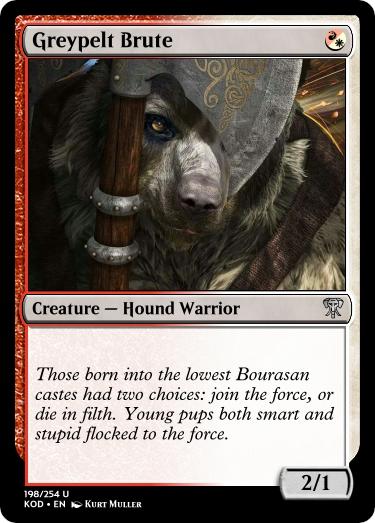 Greypelt Brute
Creature — Hound Warrior
Those born into the lowest Bourasan
castes had two choices: join the force, or
die in filth. Young pups both smart and
stupid flocked to the force.
2/1
198/254 U
KOD • EN Kurt Muller